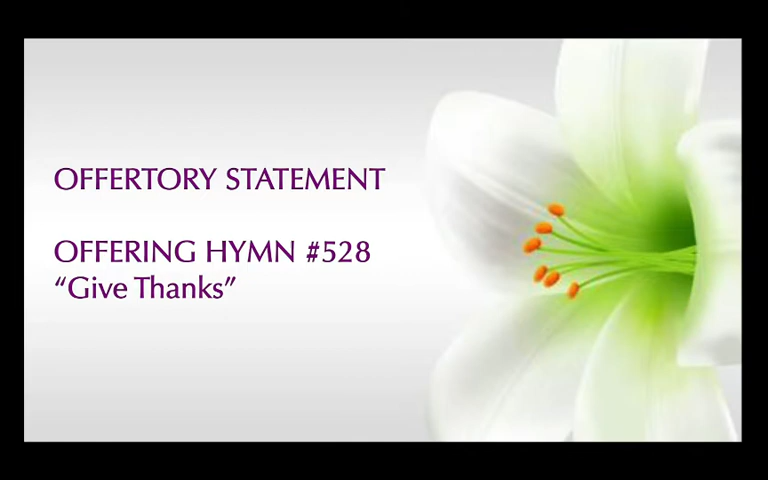 OFFERTORY STATEMENT
OFFERING HYMN #528
“Give Thanks”